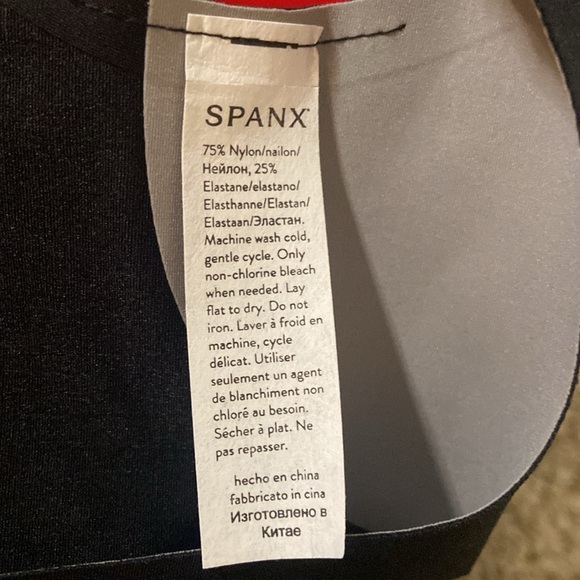 SPANX
75% Nylon/nailon/
Нейлон, 25%
Elastane/elastano/
Elasthanne/Elastan/
Elastaan/Эластан.
Machine wash cold,
gentle cycle. Only
non-chlorine bleach
when needed. Lay
flat to dry. Do not
iron. Laver à froid en
machine, cycle
délicat. Utiliser
seulement un agent
de blanchiment non
chloré au besoin.
Sécher à plat. Ne
pas repasser.
hecho en china
fabbricato in cina
Изготовлено в
Китае